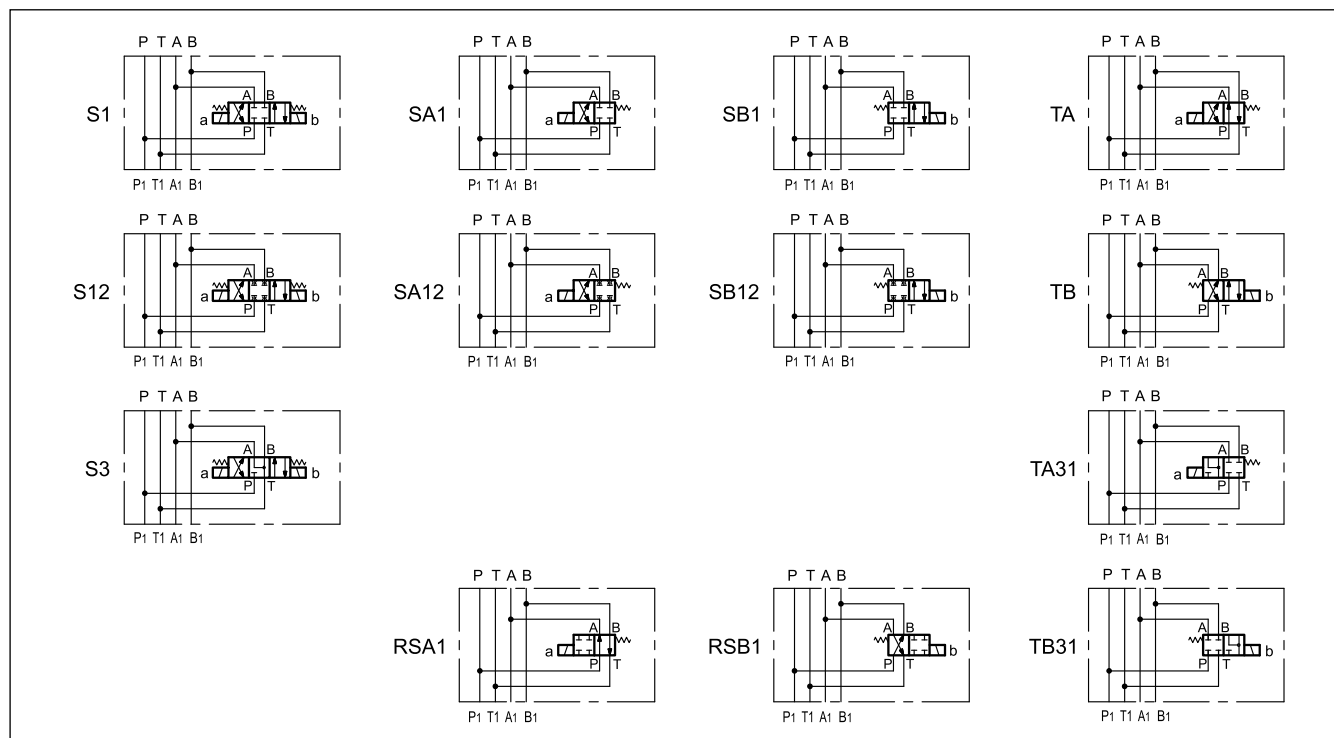 P T A B
P T A B
P T A B
P T A B
S1 a A B P T b
SA1 a A B P T
SB1 A B P T b
TA a A B P T
P1 T1 A1 B1
P1 T1 A1 B1
P1 T1 A1 B1
P1 T1 A1 B1
P T A B
P T A B
P T A B
P T A B
S12 a A B P T b
SA12 a A B P T
SB12 A B P T b
TB A B P T b
P1 T1 A1 B1
P1 T1 A1 B1
P1 T1 A1 B1
P1 T1 A1 B1
P T A B
P T A B
S3 a A B P T b
TA31 a A B P T
P1 T1 A1 B1
P1 T1 A1 B1
P T A B
P T A B
P T A B
RSA1 a A B P T
RSB1 A B P T b
TB31 A B P T b
P1 T1 A1 B1
P1 T1 A1 B1
P1 T1 A1 B1